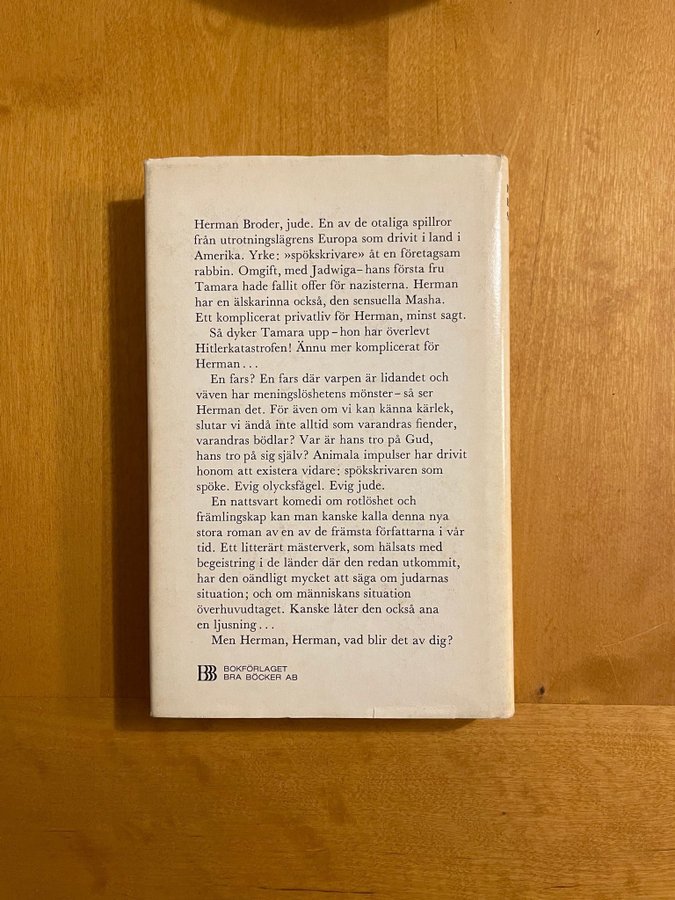 Herman Broder, jude. En av de otaliga spillror
från utrotningslägrens Europa som drivit i land i
Amerika. Yrke: »spökskrivare» åt en företagsam
rabbin. Omgift, med Jadwiga – hans första fru
Tamara hade fallit offer för nazisterna. Herman
har en älskarinna också, den sensuella Masha.
Ett komplicerat privatliv för Herman, minst sagt.
Så dyker Tamara upp – hon har överlevt
Hitlerkatastrofen! Ännu mer komplicerat för
Herman . . .
En fars? En fars där varpen är lidandet och
väven har meningslöshetens mönster – så ser
Herman det. För även om vi kan känna kärlek,
slutar vi ändå inte alltid som varandras fiender,
varandras bödlar? Var är hans tro på Gud,
hans tro på sig själv? Animala impulser har drivit
honom att existera vidare: spökskrivaren som
spöke. Evig olycksfågel. Evig jude.
En nattsvart komedi om rotlöshet och
främlingskap kan man kanske kalla denna nya
stora roman av en av de främsta författarna i vår
tid. Ett litterärt mästerverk, som hälsats med
begeistring i de länder där den redan utkommit,
har den oändligt mycket att säga om judarnas
situation; och om människans situation
överhuvudtaget. Kanske låter den också ana
en ljusning . . .
Men Herman, Herman, vad blir det av dig?
BBB BOKFÖRLAGET
BRA BÖCKER AB